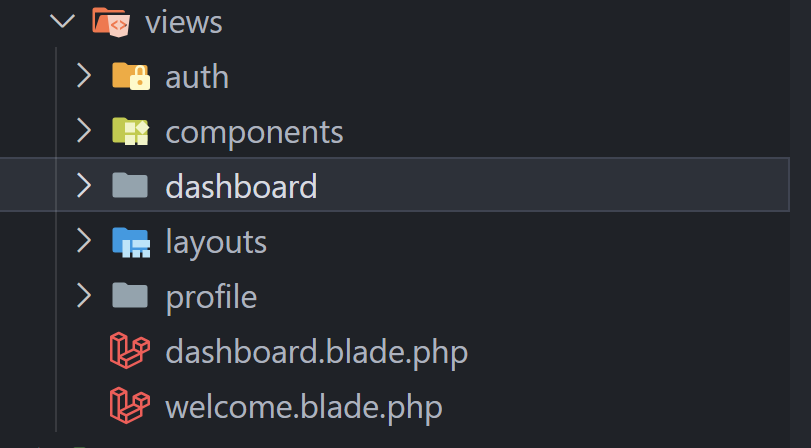 views
auth
components
dashboard
layouts
profile
dashboard.blade.php
welcome.blade.php